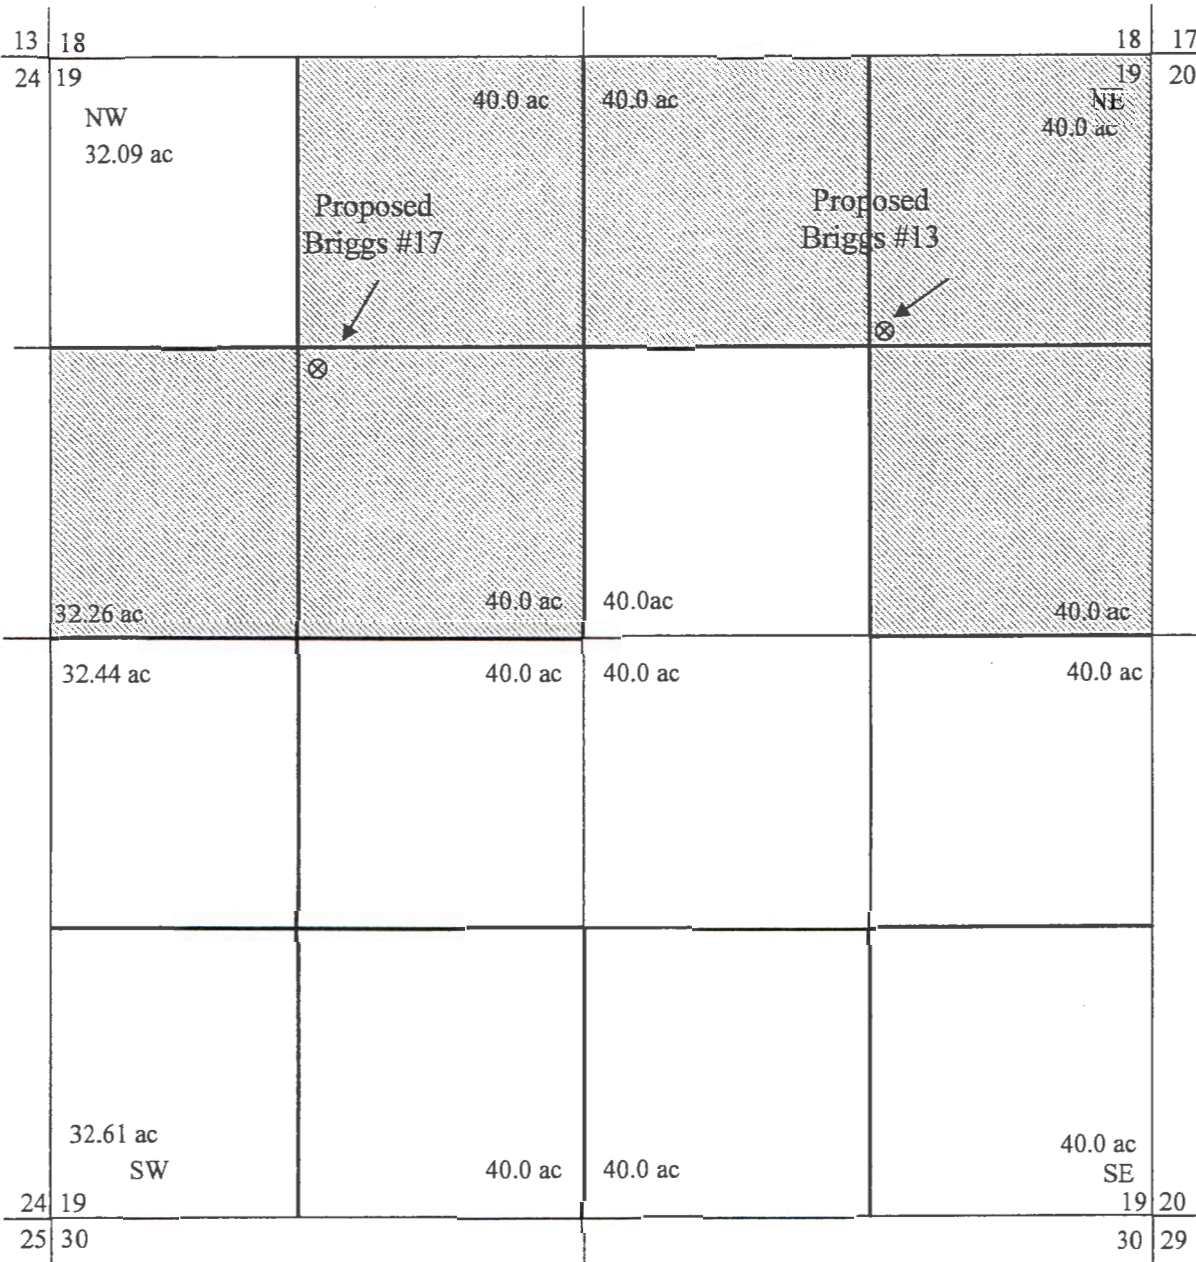 13 18
18 17
24 19
19 20
NW
32.09 ac
40.0 ac
40.0 ac
NE
40.0 ac
Proposed
Briggs #17
Proposed
Briggs #13
32.26 ac
40.0 ac
40.0ac
40.0 ac
32.44 ac
40.0 ac
40.0 ac
40.0 ac
32.61 ac
SW
40.0 ac
40.0 ac
40.0 ac
SE
24 19
19 20
25 30
30 29